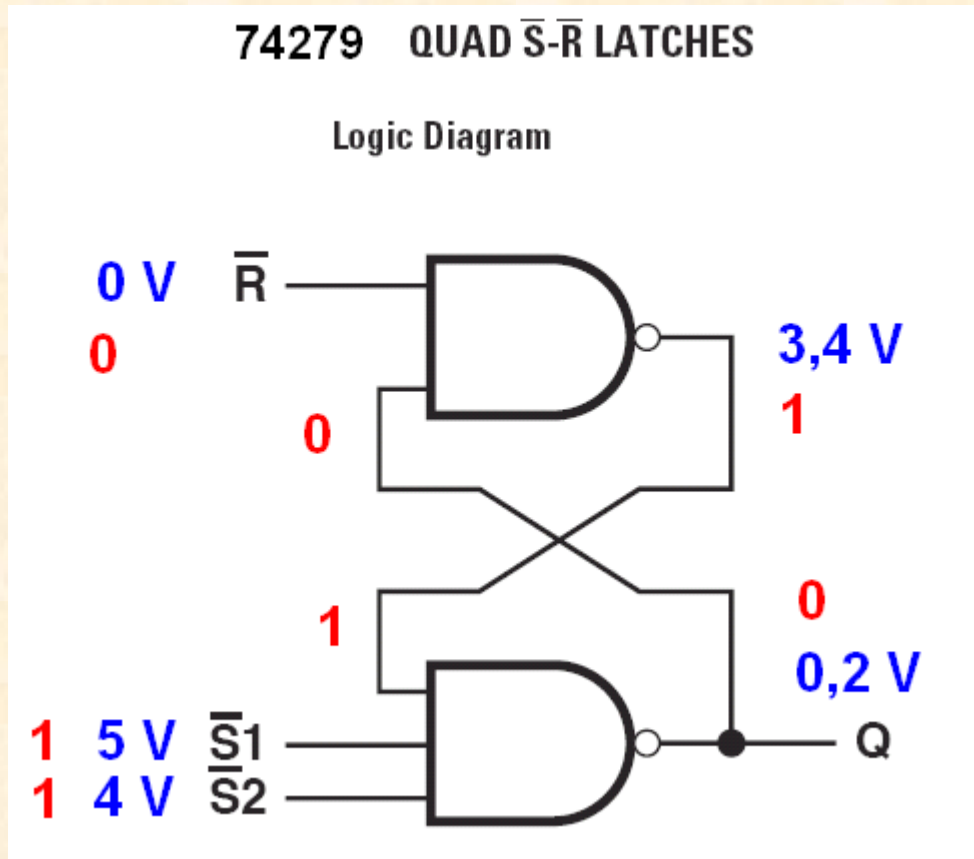 74279 QUAD S̅-R̅ LATCHES
Logic Diagram
0 V R̅
0
0
3,4 V
1
1
0
0,2 V
1 5 V S̅1
Q
1 4 V S̅2